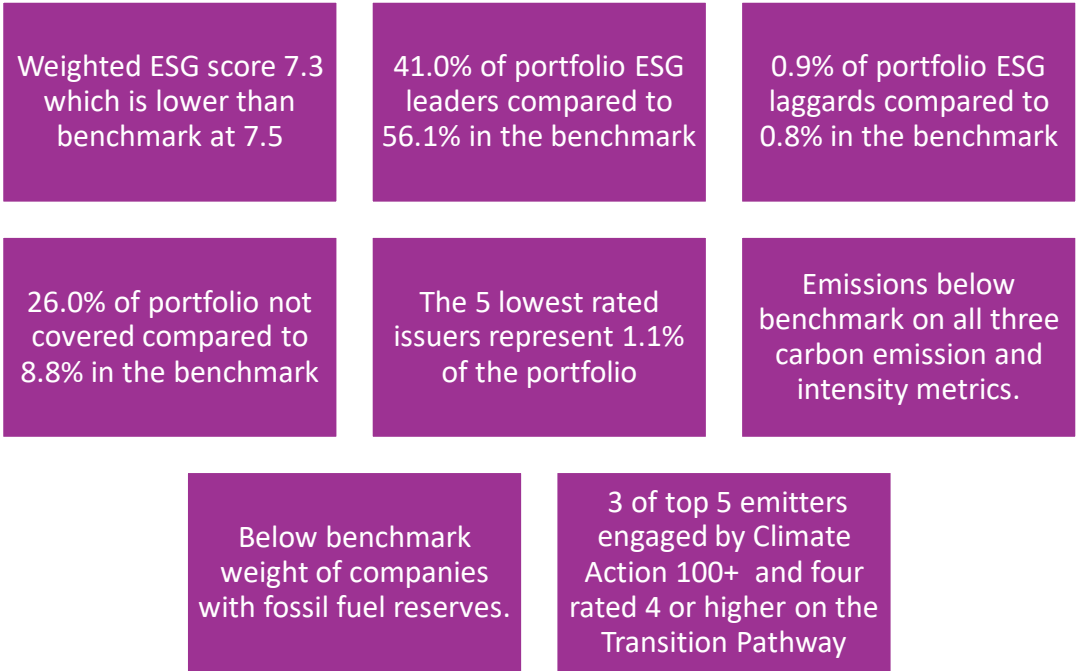 Weighted ESG score 7.3
which is lower than
benchmark at 7.5
41.0% of portfolio ESG
leaders compared to
56.1% in the benchmark
0.9% of portfolio ESG
laggards compared to
0.8% in the benchmark
26.0% of portfolio not
covered compared to
8.8% in the benchmark
The 5 lowest rated
issuers represent 1.1%
of the portfolio
Emissions below
benchmark on all three
carbon emission and
intensity metrics.
Below benchmark
weight of companies
with fossil fuel reserves.
3 of top 5 emitters
engaged by Climate
Action 100+ and four
rated 4 or higher on the
Transition Pathway